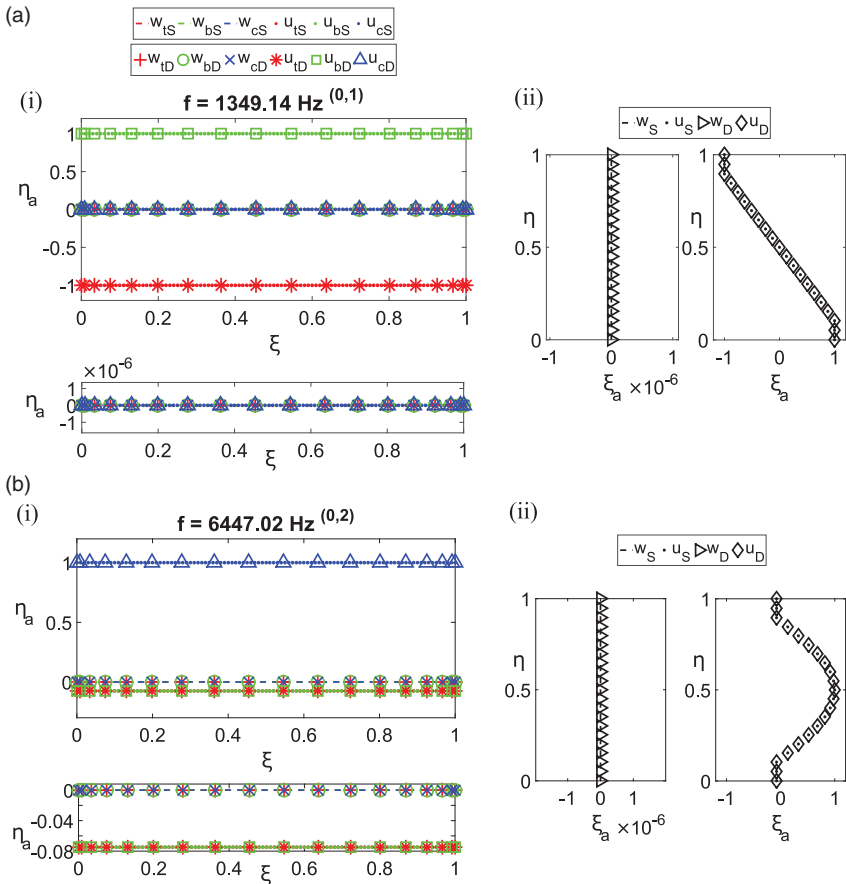 (a)
w_tS w_bS w_cS u_tS u_bS u_cS
w_tD w_bD w_cD u_tD u_bD u_cD
(i)
f = 1349.14 Hz (0,1)
1
0.5
0
-0.5
-1
η_a
0 0.2 0.4 0.6 0.8 1
ξ
×10-6
1
0
-1
η_a
0 0.2 0.4 0.6 0.8 1
ξ
(ii)
w_S u_S w_D u_D
1
η
0.5
0
-1 0 1
ξ_a ×10-6
1
η
0.5
0
-1 0 1
ξ_a
(b)
(i)
f = 6447.02 Hz (0,2)
1
η_a
0.5
0
0 0.2 0.4 0.6 0.8 1
ξ
0
-0.04
-0.08
η_a
0 0.2 0.4 0.6 0.8 1
ξ
(ii)
w_S u_S w_D u_D
1
η
0.5
0
-1 0 1
ξ_a ×10-6
1
η
0.5
0
-1 0 1
ξ_a